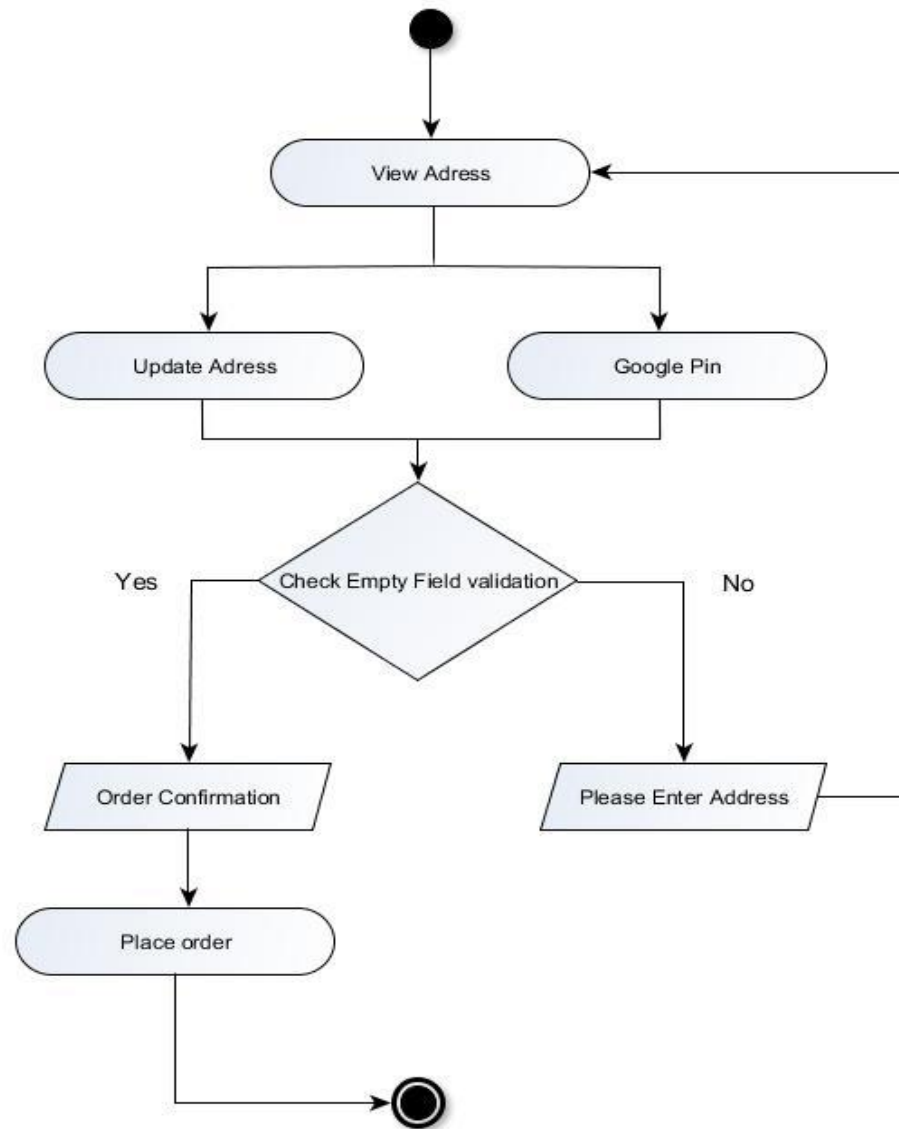 View Adress
Update Adress
Google Pin
Check Empty Field validation
Yes
No
Order Confirmation
Please Enter Address
Place order